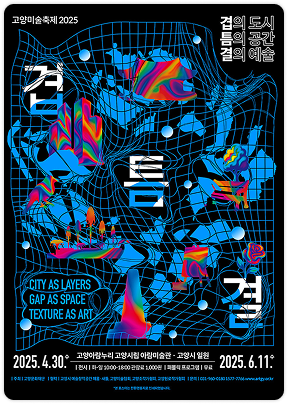 고양미술축제 2025
겹의 도시
틈의 공간
결의 예술
겹
틈
결
CITY AS LAYERS
GAP AS SPACE
TEXTURE AS ART
2025. 4.30.
고양아람누리 고양시립 아람미술관 · 고양시 일원
2025. 6.11.